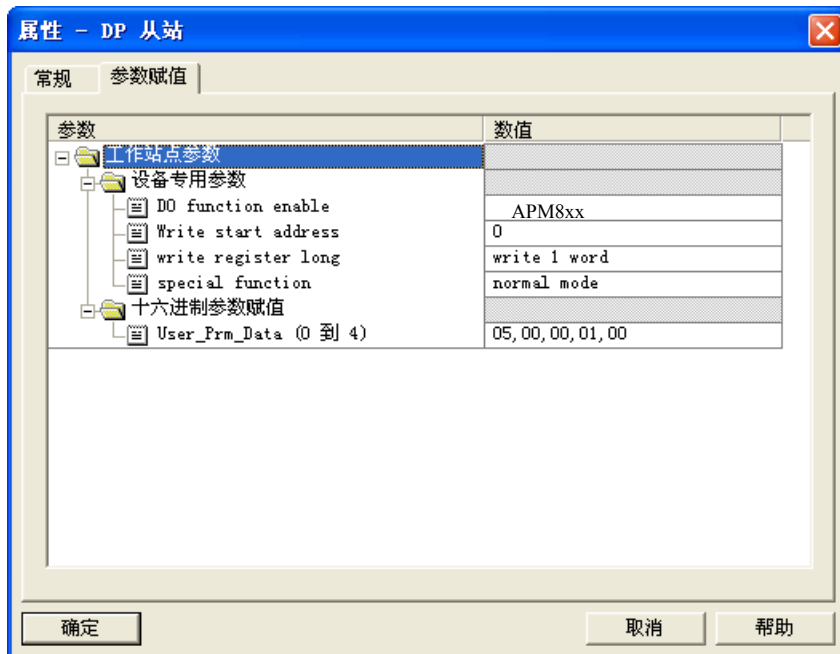 属性 - DP 从站
常规 参数赋值
参数 数值
工作站点参数
设备专用参数
DO function enable APM8xx
Write start address 0
write register long write 1 word
special function normal mode
十六进制参数赋值
User_Prm_Data (0 到 4) 05,00,00,01,00
确定 取消 帮助